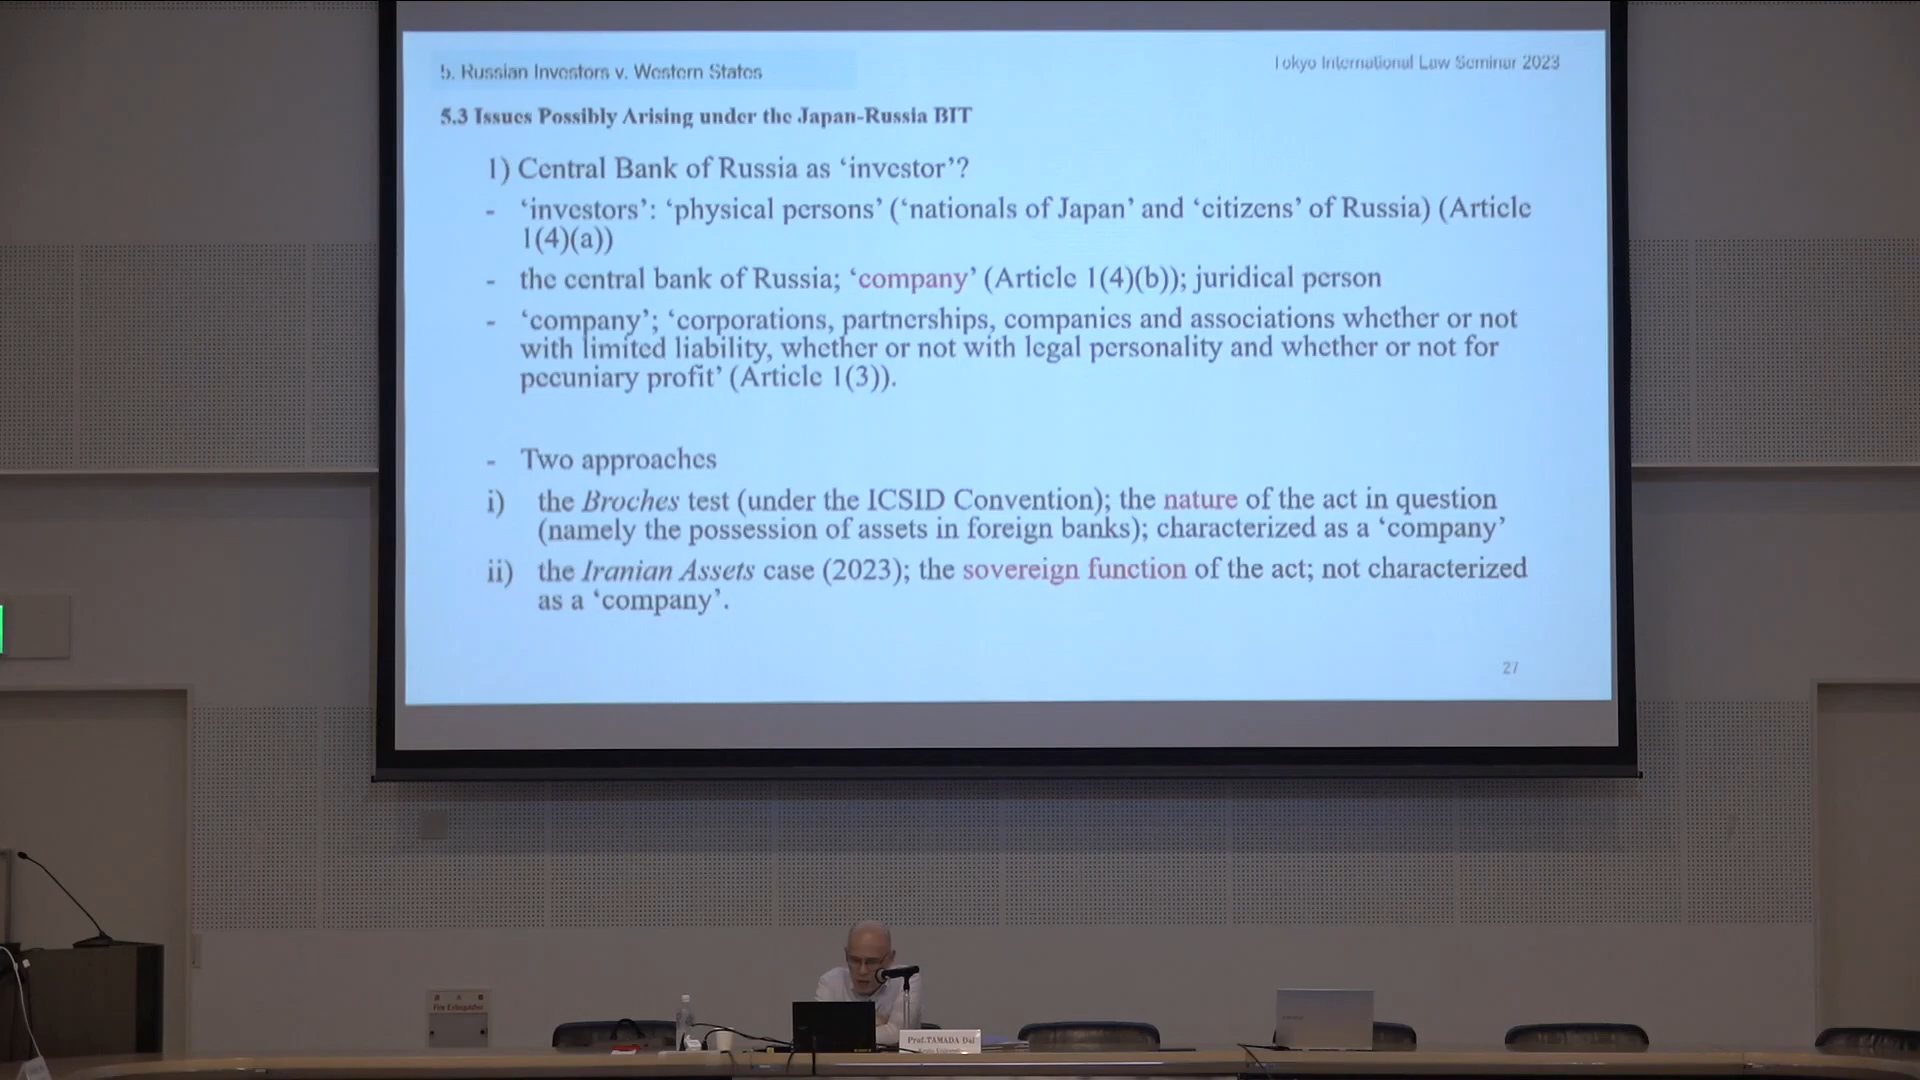 5. Russian Investors v. Western States
Tokyo International Law Seminar 2023
5.3 Issues Possibly Arising under the Japan-Russia BIT
1) Central Bank of Russia as ‘investor’?
- ‘investors’: ‘physical persons’ (‘nationals of Japan’ and ‘citizens’ of Russia) (Article
1(4)(a))
- the central bank of Russia; ‘company’ (Article 1(4)(b)); juridical person
- ‘company’; ‘corporations, partnerships, companies and associations whether or not
with limited liability, whether or not with legal personality and whether or not for
pecuniary profit’ (Article 1(3)).
- Two approaches
i) the Broches test (under the ICSID Convention); the nature of the act in question
(namely the possession of assets in foreign banks); characterized as a ‘company’
ii) the Iranian Assets case (2023); the sovereign function of the act; not characterized
as a ‘company’.
27
Fire Extinguisher
Prof.TAMADA Dai